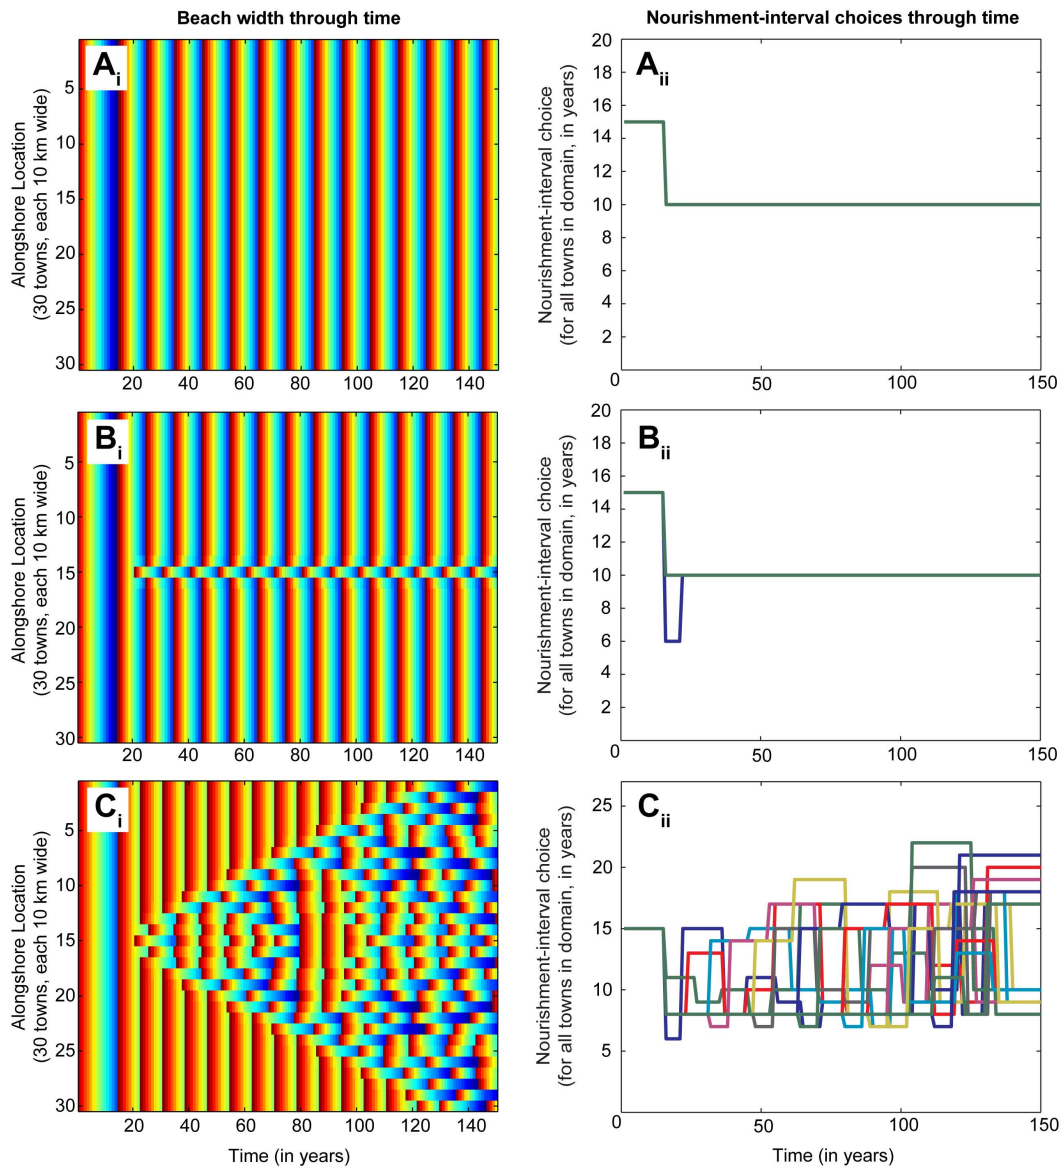 Beach width through time
Nourishment-interval choices through time
A i
Alongshore Location
(30 towns, each 10 km wide)
5
10
15
20
25
30
20 40 60 80 100 120 140
A ii
Nourishment-interval choice
(for all towns in domain, in years)
20
18
16
14
12
10
8
6
4
2
0 50 100 150
B i
Alongshore Location
(30 towns, each 10 km wide)
5
10
15
20
25
30
20 40 60 80 100 120 140
B ii
Nourishment-interval choice
(for all towns in domain, in years)
20
18
16
14
12
10
8
6
4
2
0 50 100 150
C i
Alongshore Location
(30 towns, each 10 km wide)
5
10
15
20
25
30
20 40 60 80 100 120 140
Time (in years)
C ii
Nourishment-interval choice
(for all towns in domain, in years)
25
20
15
10
5
0 50 100 150
Time (in years)